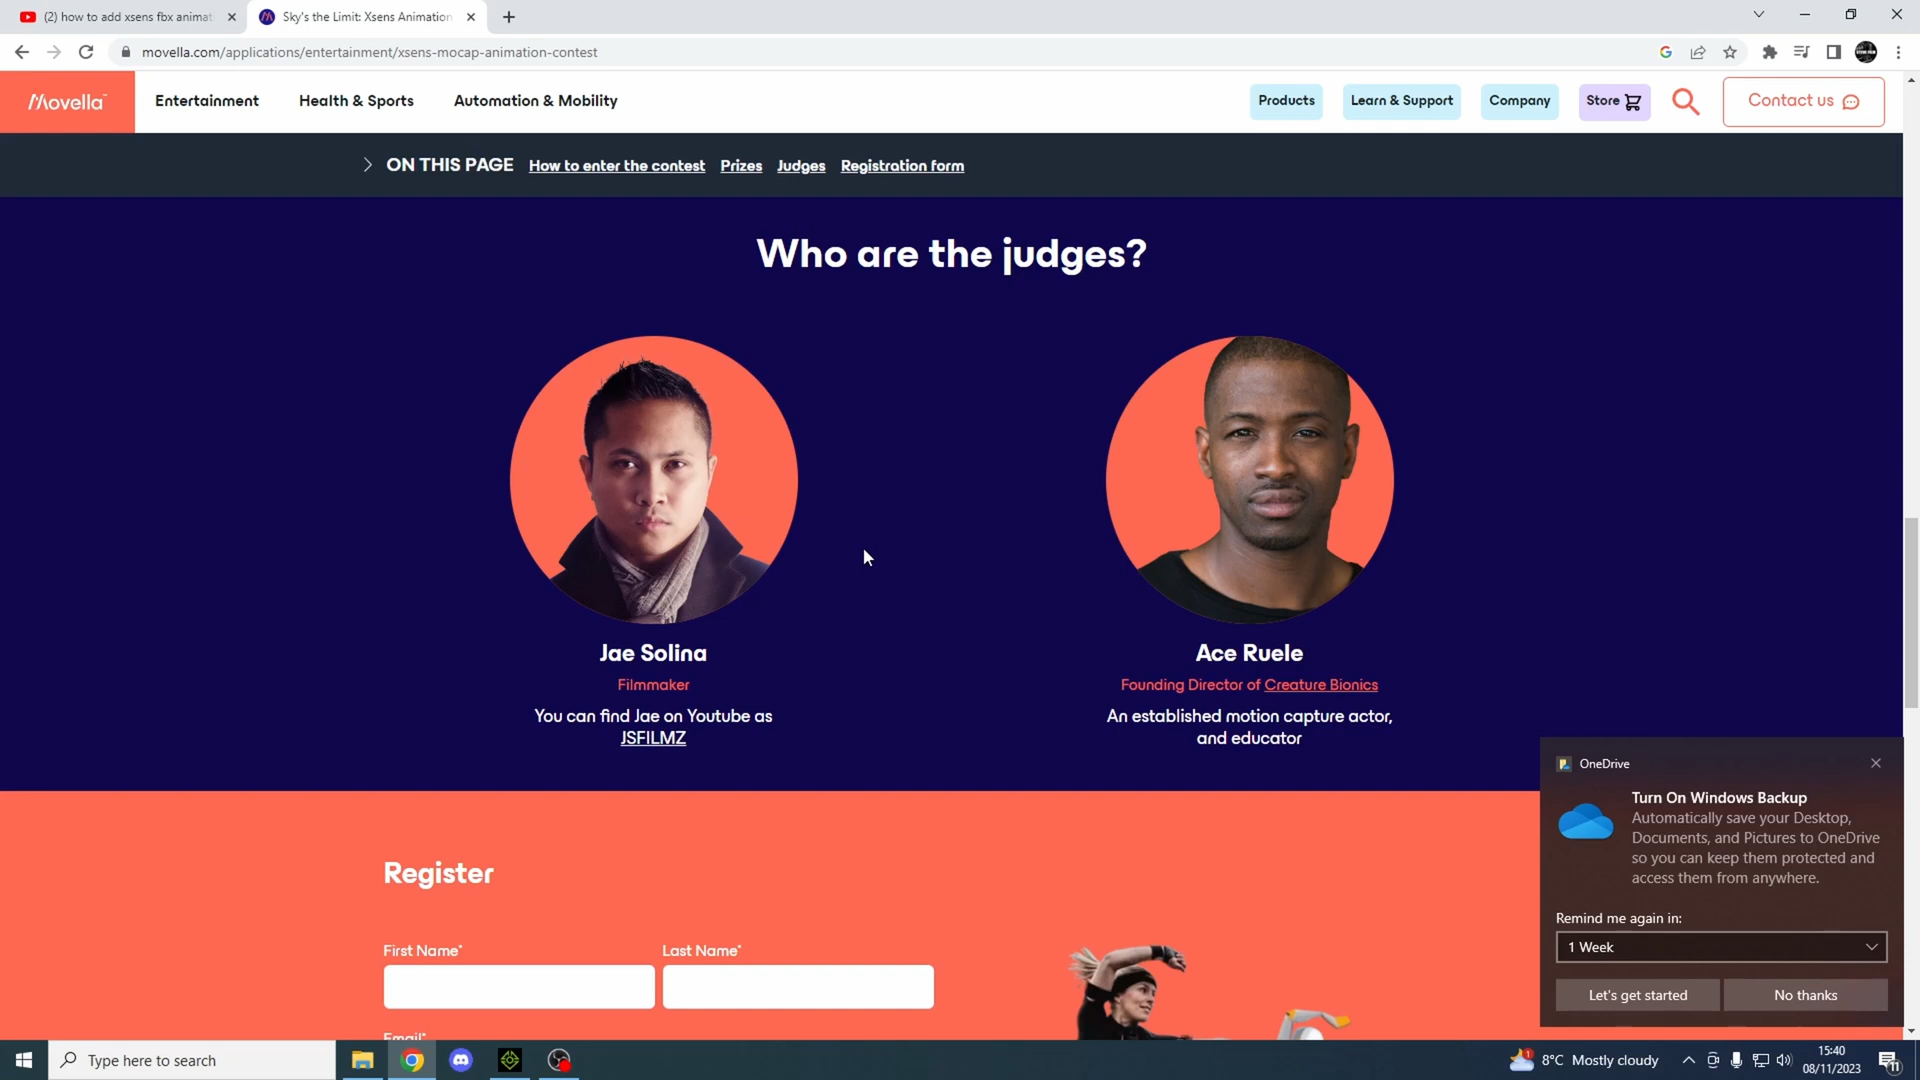 (2) how to add xsens fbx animat
Sky's the Limit: Xsens Animation
movella.com/applications/entertainment/xsens-mocap-animation-contest
Movella
Entertainment
Health & Sports
Automation & Mobility
Products
Learn & Support
Company
Store
Contact us
ON THIS PAGE
How to enter the contest
Prizes
Judges
Registration form
Who are the judges?
Jae Solina
Filmmaker
You can find Jae on Youtube as
JSFILMZ
Ace Ruele
Founding Director of Creature Bionics
An established motion capture actor,
and educator
Register
First Name*
Last Name*
Email*
OneDrive
Turn On Windows Backup
Automatically save your Desktop,
Documents, and Pictures to OneDrive
so you can keep them protected and
access them from anywhere.
Remind me again in:
1 Week
Let's get started
No thanks
Type here to search
8°C Mostly cloudy
15:40
08/11/2023
11